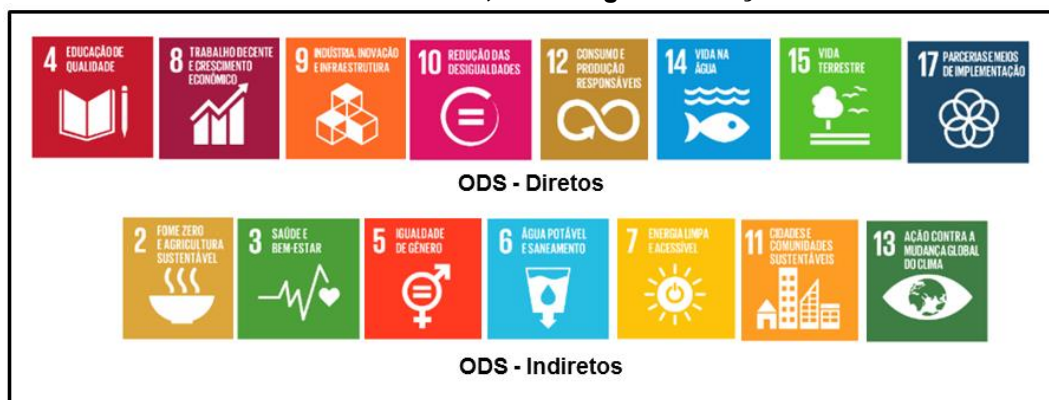 4 EDUCAÇÃO DE
QUALIDADE
8 TRABALHO DECENTE
E CRESCIMENTO
ECONÔMICO
9 INDÚSTRIA, INOVAÇÃO
E INFRAESTRUTURA
10 REDUÇÃO DAS
DESIGUALDADES
12 CONSUMO E
PRODUÇÃO
RESPONSÁVEIS
14 VIDA NA
ÁGUA
15 VIDA
TERRESTRE
17 PARCERIAS E MEIOS
DE IMPLEMENTAÇÃO
ODS - Diretos
2 FOME ZERO
E AGRICULTURA
SUSTENTÁVEL
3 SAÚDE E
BEM-ESTAR
5 IGUALDADE
DE GÊNERO
6 ÁGUA POTÁVEL
E SANEAMENTO
7 ENERGIA LIMPA
E ACESSÍVEL
11 CIDADES E
COMUNIDADES
SUSTENTÁVEIS
13 AÇÃO CONTRA A
MUDANÇA GLOBAL
DO CLIMA
ODS - Indiretos